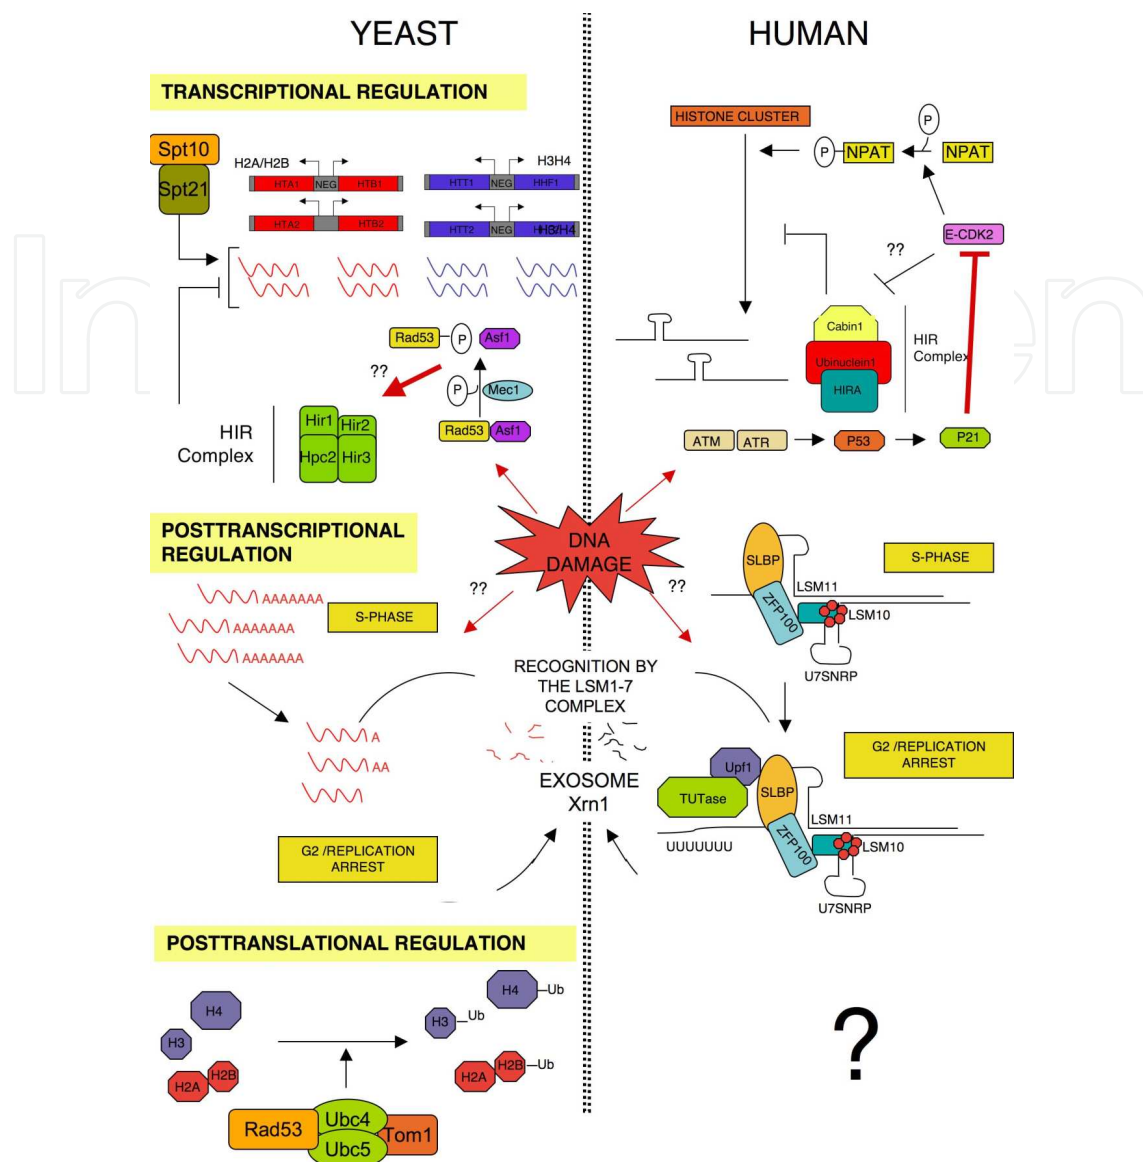 YEAST
HUMAN
TRANSCRIPTIONAL REGULATION
Spt10
Spt21
H2A/H2B
H3H4
HTA1
NEG
HTB1
HTT1
NEG
HHF1
HTA2
HTB2
HTT2
NEG
H3/H4
Rad53
P
Asf1
??
P
Mec1
Rad53
Asf1
HIR
Complex
Hir1
Hir2
Hpc2
Hir3
HISTONE CLUSTER
P
P
NPAT
NPAT
E-CDK2
??
Cabin1
Ubinuclein1
HIRA
HIR
Complex
ATM
ATR
P53
P21
DNA
DAMAGE
POSTTRANSCRIPTIONAL
REGULATION
??
??
AAAAAAA
AAAAAAA
AAAAAAA
S-PHASE
A
AA
G2 /REPLICATION
ARREST
RECOGNITION BY
THE LSM1-7
COMPLEX
EXOSOME
Xrn1
SLBP
ZFP100
LSM11
LSM10
U7SNRP
S-PHASE
G2 /REPLICATION
ARREST
Upf1
TUTase
SLBP
ZFP100
LSM11
LSM10
UUUUUUU
U7SNRP
POSTTRANSLATIONAL REGULATION
H4
H3
H2A
H2B
H4
Ub
H3
Ub
H2A
H2B
Ub
Rad53
Ubc4
Ubc5
Tom1
?